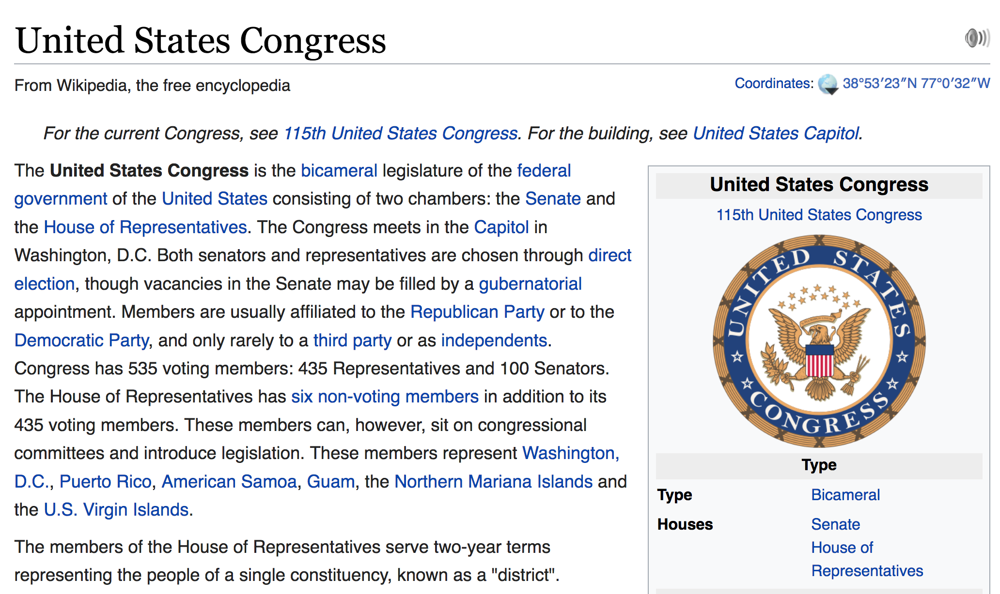 United States Congress
From Wikipedia, the free encyclopedia
Coordinates: 38°53′23″N 77°0′32″W
For the current Congress, see 115th United States Congress. For the building, see United States Capitol.
The United States Congress is the bicameral legislature of the federal
government of the United States consisting of two chambers: the Senate and
the House of Representatives. The Congress meets in the Capitol in
Washington, D.C. Both senators and representatives are chosen through direct
election, though vacancies in the Senate may be filled by a gubernatorial
appointment. Members are usually affiliated to the Republican Party or to the
Democratic Party, and only rarely to a third party or as independents.
Congress has 535 voting members: 435 Representatives and 100 Senators.
The House of Representatives has six non-voting members in addition to its
435 voting members. These members can, however, sit on congressional
committees and introduce legislation. These members represent Washington,
D.C., Puerto Rico, American Samoa, Guam, the Northern Mariana Islands and
the U.S. Virgin Islands.
The members of the House of Representatives serve two-year terms
representing the people of a single constituency, known as a "district".
United States Congress
115th United States Congress
UNITED STATES
CONGRESS
Type
Type Bicameral
Houses Senate
House of
Representatives